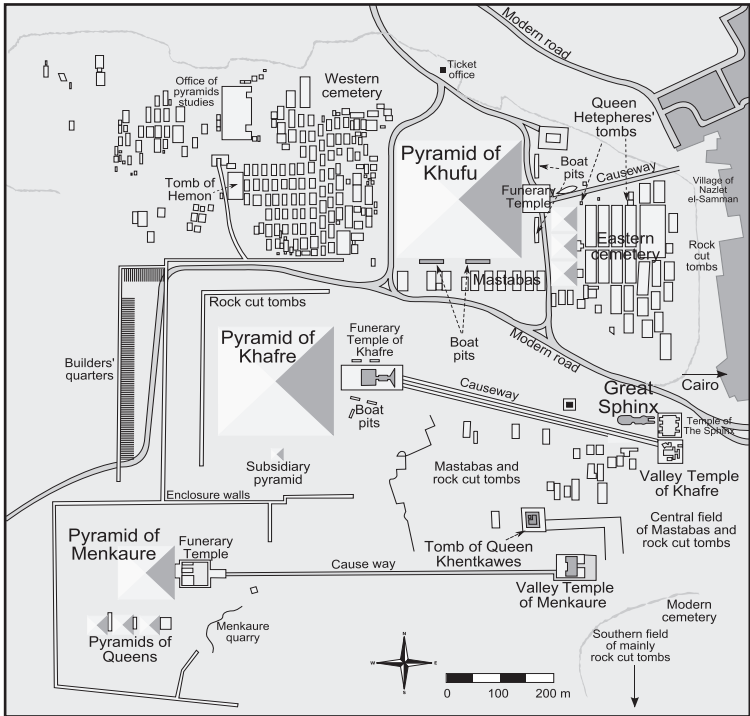 Modern road
Ticket
office
Office of
pyramids
studies
Western
cemetery
Queen
Hetepheres'
tombs
Pyramid of
Khufu
Boat
pits
Causeway
Village of
Nazlet
el-Samman
Tomb of
Hemon
Funerary
Temple
Eastern
cemetery
Rock
cut
tombs
Mastabas
Rock cut tombs
Boat
pits
Modern road
Pyramid of
Khafre
Funerary
Temple of
Khafre
Builders'
quarters
Causeway
Great
Sphinx
Cairo
Boat
pits
Temple of
The Sphinx
Subsidiary
pyramid
Mastabas and
rock cut tombs
Valley Temple
of Khafre
Enclosure walls
Central field
of Mastabas and
rock cut tombs
Pyramid of
Menkaure
Funerary
Temple
Tomb of Queen
Khentkawes
Cause way
Valley Temple
of Menkaure
Pyramids of
Queens
Menkaure
quarry
Modern
cemetery
Southern field
of mainly
rock cut tombs
N
W E
S
0 100 200 m